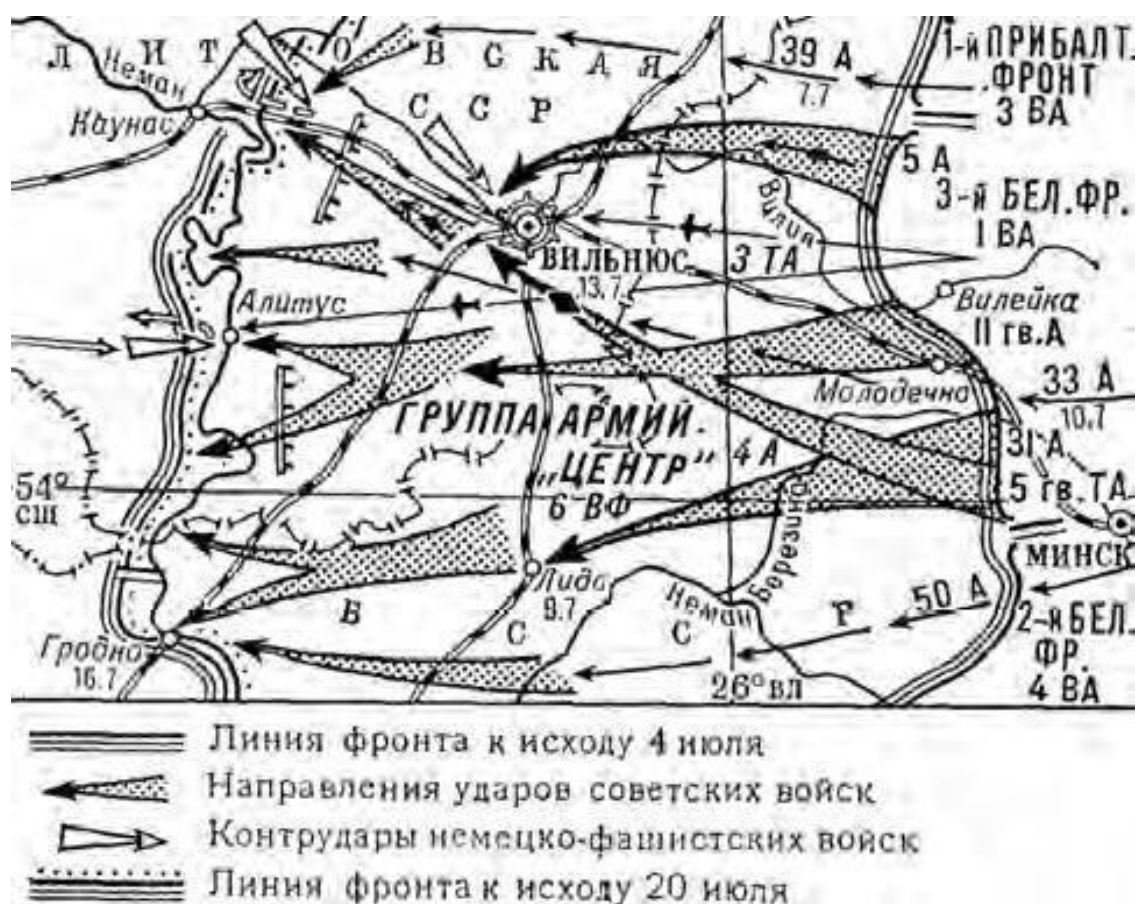 ЛИТОВСКАЯ
ССР
Неман
Каунас
39 А
7.7
1-й ПРИБАЛТ.
ФРОНТ
3 ВА
5 А
3-й БЕЛ.ФР.
1 ВА
Вилия
ВИЛЬНЮС
13.7
3 ТА
Вилейка
11 гв.А
Алитус
Молодечно
33 А
10.7
ГРУППА АРМИЙ
„ЦЕНТР"
6 ВФ
4 А
31 А
5 гв.ТА
54°
сш
МИНСК
Березина
Лида
9.7
Неман
50 А
БССР
2-й БЕЛ.
ФР.
4 ВА
Гродно
16.7
26°вл
Линия фронта к исходу 4 июля
Направления ударов советских войск
Контрудары немецко-фашистских войск
Линия фронта к исходу 20 июля